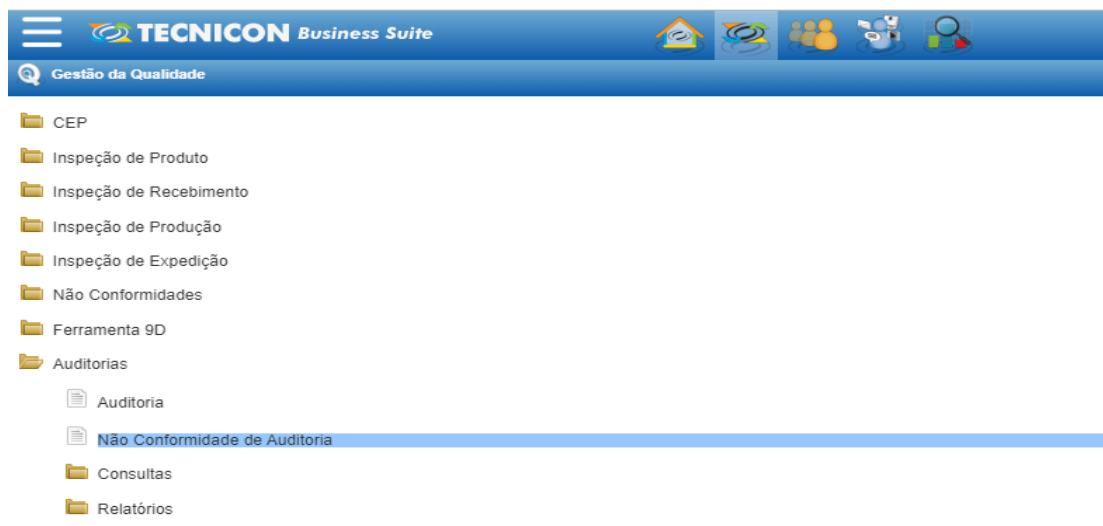 TECNICON Business Suite
Gestão da Qualidade
CEP
Inspeção de Produto
Inspeção de Recebimento
Inspeção de Produção
Inspeção de Expedição
Não Conformidades
Ferramenta 9D
Auditorias
Auditoria
Não Conformidade de Auditoria
Consultas
Relatórios